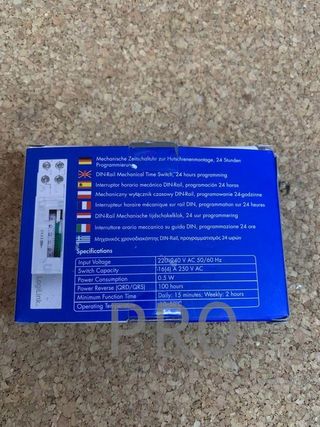 Mechanische Zeitschaltuhr zur Hutschienenmontage, 24 Stunden
Programmierung
DIN-Rail Mechanical Time Switch, 24 hours programming
Interruptor horario mecánico DIN-Rail, programación 24 horas
Mechaniczny wyłącznik czasowy DIN-Rail, programowanie 24-godzinne
Interrupteur horaire mécanique sur rail DIN, programmation sur 24 heures
DIN-Rail Mechanische tijdschakelklok, 24 uur programmering
Interruttore orario meccanico su guida DIN, programmazione 24 ore
Μηχανικός χρονοδιακόπτης DIN-Rail, προγραμματισμός 24 ωρών
Specifications
Input Voltage 220-240 V AC 50/60 Hz
Switch Capacity 16(4) A 250 V AC
Power Consumption 0.5 W
Power Reverse (QRD/QRS) 100 hours
Minimum Function Time Daily: 15 minutes; Weekly: 2 hours
Operating
PRO